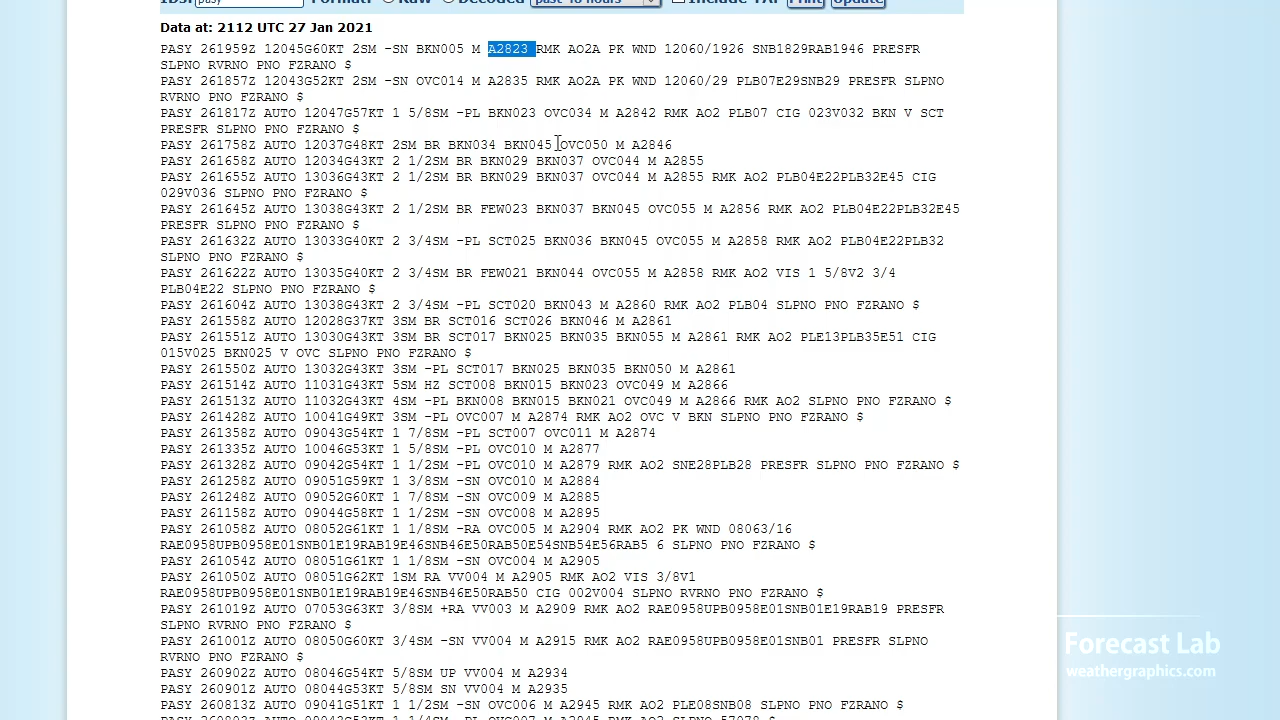 IDs: pasy Format: Raw Decoded past 48 hours Include TAF Print Update
Data at: 2112 UTC 27 Jan 2021
PASY 261959Z 12045G60KT 2SM -SN BKN005 M A2823 RMK AO2A PK WND 12060/1926 SNB1829RAB1946 PRESFR
SLPNO RVRNO PNO FZRANO $
PASY 261857Z 12043G52KT 2SM -SN OVC014 M A2835 RMK AO2A PK WND 12060/29 PLB07E29SNB29 PRESFR SLPNO
RVRNO PNO FZRANO $
PASY 261817Z AUTO 12047G57KT 1 5/8SM -PL BKN023 OVC034 M A2842 RMK AO2 PLB07 CIG 023V032 BKN V SCT
PRESFR SLPNO PNO FZRANO $
PASY 261758Z AUTO 12037G48KT 2SM BR BKN034 BKN045 OVC050 M A2846
PASY 261658Z AUTO 12034G43KT 2 1/2SM BR BKN029 BKN037 OVC044 M A2855
PASY 261655Z AUTO 13036G43KT 2 1/2SM BR BKN029 BKN037 OVC044 M A2855 RMK AO2 PLB04E22PLB32E45 CIG
029V036 SLPNO PNO FZRANO $
PASY 261645Z AUTO 13038G43KT 2 1/2SM BR FEW023 BKN037 BKN045 OVC055 M A2856 RMK AO2 PLB04E22PLB32E45
PRESFR SLPNO PNO FZRANO $
PASY 261632Z AUTO 12033G40KT 2 3/4SM -PL SCT025 BKN036 BKN045 OVC055 M A2858 RMK AO2 PLB04E22PLB32
SLPNO PNO FZRANO $
PASY 261622Z AUTO 13035G40KT 2 3/4SM BR FEW021 BKN044 OVC055 M A2858 RMK AO2 VIS 1 5/8V2 3/4
PLB04E22 SLPNO PNO FZRANO $
PASY 261604Z AUTO 13038G43KT 2 3/4SM -PL SCT020 BKN043 M A2860 RMK AO2 PLB04 SLPNO PNO FZRANO $
PASY 261558Z AUTO 12028G37KT 3SM BR SCT016 SCT026 BKN046 M A2861
PASY 261551Z AUTO 13030G43KT 3SM BR SCT017 BKN025 BKN035 BKN055 M A2861 RMK AO2 PLE13PLB35E51 CIG
015V025 BKN025 V OVC SLPNO PNO FZRANO $
PASY 261550Z AUTO 13032G43KT 3SM -PL SCT017 BKN025 BKN035 BKN050 M A2861
PASY 261514Z AUTO 11031G43KT 5SM HZ SCT008 BKN015 BKN023 OVC049 M A2866
PASY 261513Z AUTO 11032G43KT 4SM -PL BKN008 BKN015 BKN021 OVC049 M A2866 RMK AO2 SLPNO PNO FZRANO $
PASY 261428Z AUTO 10041G49KT 3SM -PL OVC007 M A2874 RMK AO2 OVC V BKN SLPNO PNO FZRANO $
PASY 261358Z AUTO 09043G54KT 1 7/8SM -PL SCT007 OVC011 M A2874
PASY 261335Z AUTO 10046G53KT 1 5/8SM -PL OVC010 M A2877
PASY 261328Z AUTO 09042G54KT 1 1/2SM -PL OVC010 M A2879 RMK AO2 SNE28PLB28 PRESFR SLPNO PNO FZRANO $
PASY 261258Z AUTO 09051G59KT 1 3/8SM -SN OVC010 M A2884
PASY 261248Z AUTO 09052G60KT 1 7/8SM -SN OVC009 M A2885
PASY 261158Z AUTO 09044G58KT 1 1/2SM -SN OVC008 M A2895
PASY 261058Z AUTO 08052G61KT 1 1/8SM -RA OVC005 M A2904 RMK AO2 PK WND 08063/16
RAE0958UPB0958E01SNB01E19RAB19E46SNB46E50RAB50E54SNB54E56RAB5 6 SLPNO PNO FZRANO $
PASY 261054Z AUTO 08051G61KT 1 1/8SM -SN OVC004 M A2905
PASY 261050Z AUTO 08051G62KT 1SM RA VV004 M A2905 RMK AO2 VIS 3/8V1
RAE0958UPB0958E01SNB01E19RAB19E46SNB46E50RAB50 CIG 002V004 SLPNO RVRNO PNO FZRANO $
PASY 261019Z AUTO 07053G63KT 3/8SM +RA VV003 M A2909 RMK AO2 RAE0958UPB0958E01SNB01E19RAB19 PRESFR
SLPNO RVRNO PNO FZRANO $
PASY 261001Z AUTO 08050G60KT 3/4SM -SN VV004 M A2915 RMK AO2 RAE0958UPB0958E01SNB01 PRESFR SLPNO
RVRNO PNO FZRANO $
PASY 260902Z AUTO 08046G54KT 5/8SM UP VV004 M A2934
PASY 260901Z AUTO 08044G53KT 5/8SM SN VV004 M A2935
PASY 260813Z AUTO 09041G51KT 1 1/2SM -SN OVC006 M A2945 RMK AO2 PLE08SNB08 SLPNO PNO FZRANO $
Forecast Lab
weathergraphics.com